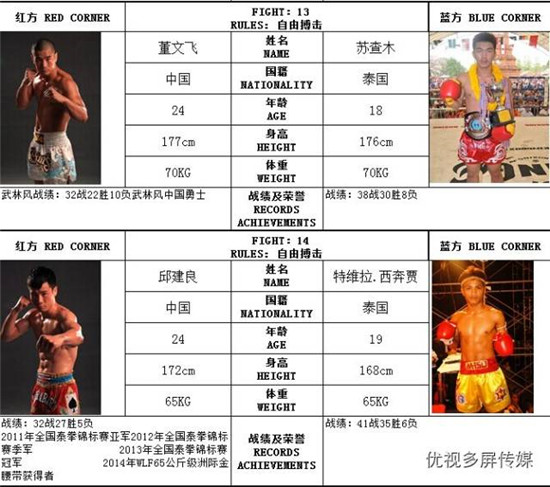 红方 RED CORNER
FIGHT: 13
RULES: 自由搏击
蓝方 BLUE CORNER
董文飞
姓名
NAME
苏查木
中国
国籍
NATIONALITY
泰国
24
年龄
AGE
18
177cm
身高
HEIGHT
176cm
70KG
体重
WEIGHT
70KG
武林风战绩: 32战22胜10负武林风中国勇士
战绩及荣誉
RECORDS
ACHIEVEMENTS
战绩: 38战30胜8负
红方 RED CORNER
FIGHT: 14
RULES: 自由搏击
蓝方 BLUE CORNER
邱建良
姓名
NAME
特维拉.西奔贾
中国
国籍
NATIONALITY
泰国
24
年龄
AGE
19
172cm
身高
HEIGHT
168cm
65KG
体重
WEIGHT
65KG
战绩: 32战27胜5负
2011年全国泰拳锦标赛亚军2012年全国泰拳锦标
赛季军 2013年全国泰拳锦标赛
冠军 2014年WLF65公斤级洲际金
腰带获得者
战绩及荣誉
RECORDS
ACHIEVEMENTS
战绩: 41战35胜6负
优视多屏传媒